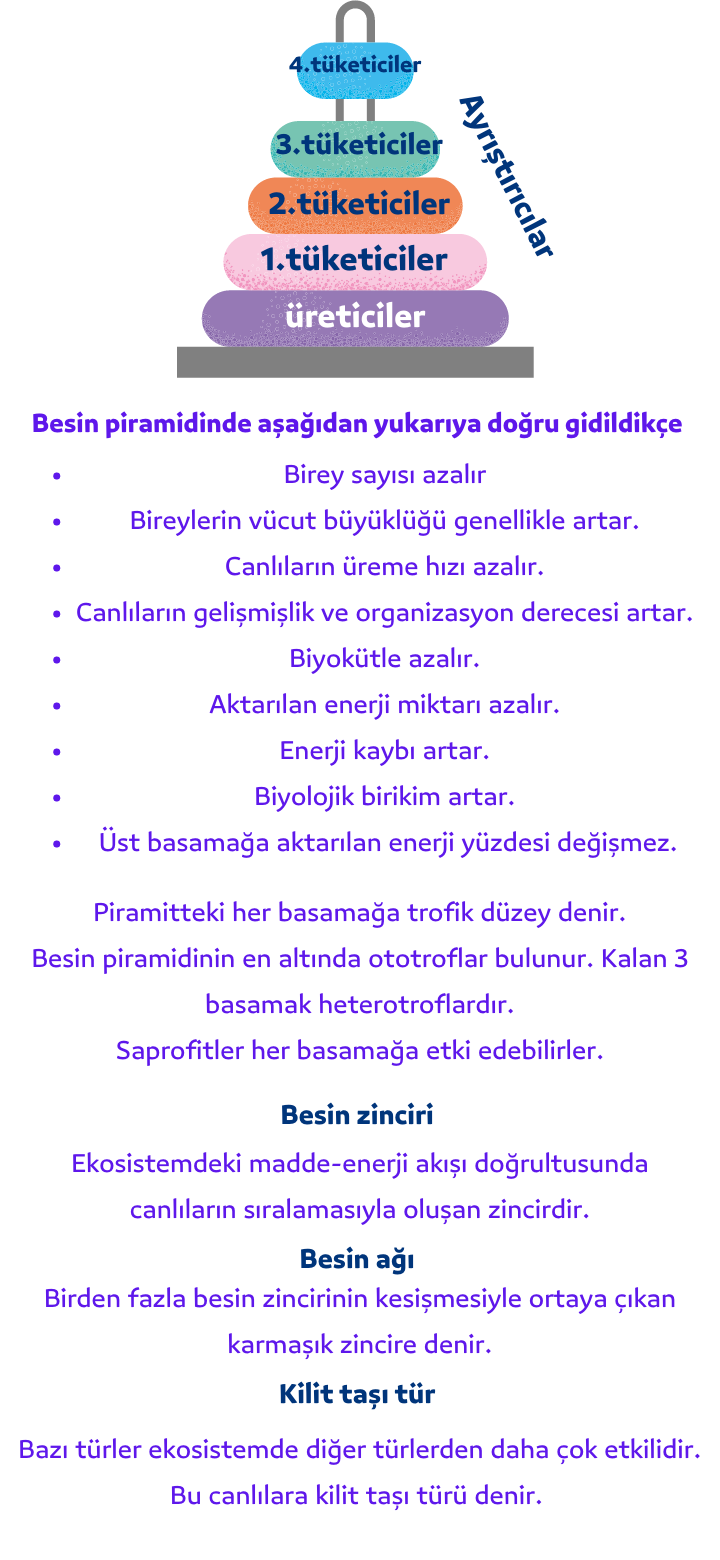 4.tüketiciler
3.tüketiciler
2.tüketiciler
1.tüketiciler
üreticiler
Ayrıştırıcılar
Besin piramidinde aşağıdan yukarıya doğru gidildikçe
• Birey sayısı azalır
• Bireylerin vücut büyüklüğü genellikle artar.
• Canlıların üreme hızı azalır.
• Canlıların gelişmişlik ve organizasyon derecesi artar.
• Biyokütle azalır.
• Aktarılan enerji miktarı azalır.
• Enerji kaybı artar.
• Biyolojik birikim artar.
• Üst basamağa aktarılan enerji yüzdesi değişmez.
Piramitteki her basamağa trofik düzey denir.
Besin piramidinin en altında ototroflar bulunur. Kalan 3
basamak heterotroflardır.
Saprofitler her basamağa etki edebilirler.
Besin zinciri
Ekosistemdeki madde-enerji akışı doğrultusunda
canlıların sıralamasıyla oluşan zincirdir.
Besin ağı
Birden fazla besin zincirinin kesişmesiyle ortaya çıkan
karmaşık zincire denir.
Kilit taşı tür
Bazı türler ekosistemde diğer türlerden daha çok etkilidir.
Bu canlılara kilit taşı türü denir.